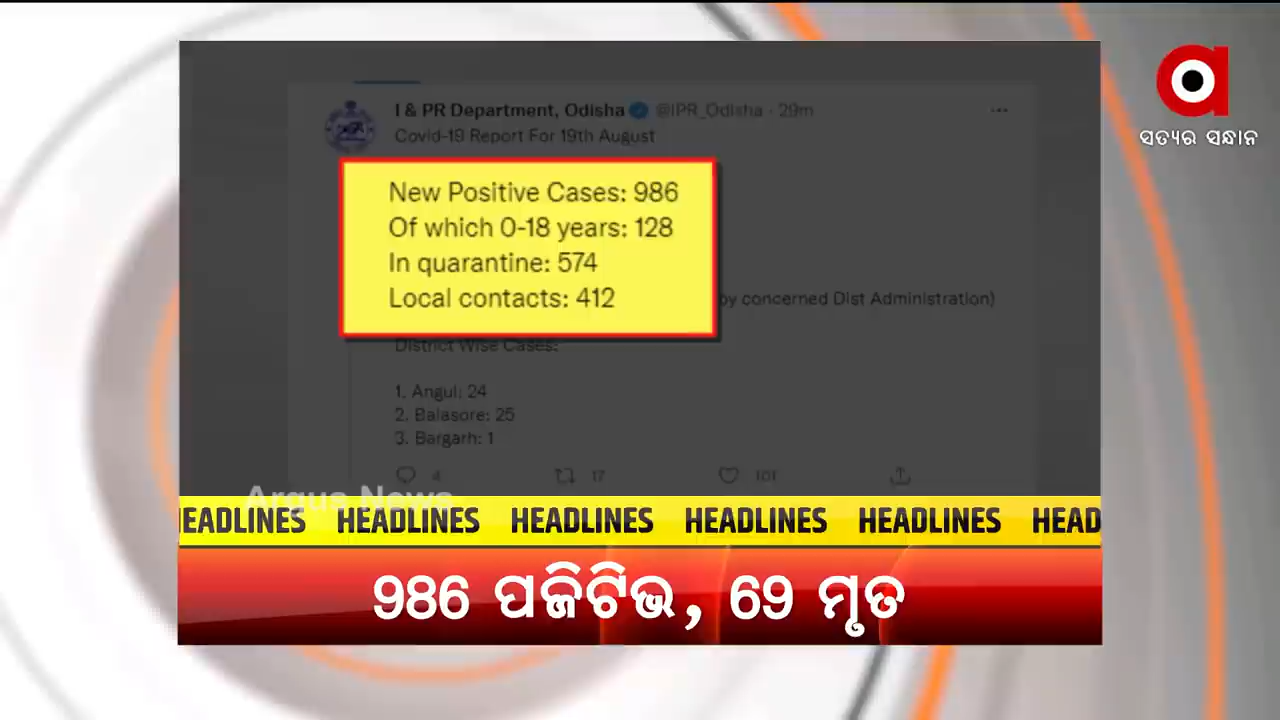 I & PR Department, Odisha @IPR_Odisha · 29m
Covid-19 Report For 19th August
ସତ୍ୟର ସନ୍ଧାନ
New Positive Cases: 986
Of which 0-18 years: 128
In quarantine: 574
Local contacts: 412
by concerned Dist Administration)
District Wise Cases:
1. Angul: 24
2. Balasore: 25
3. Bargarh: 1
4 17 101
Argus News
EADLINES HEADLINES HEADLINES HEADLINES HEADLINES HEAD
986 ପଜିଟିଭ, 69 ମୃତ